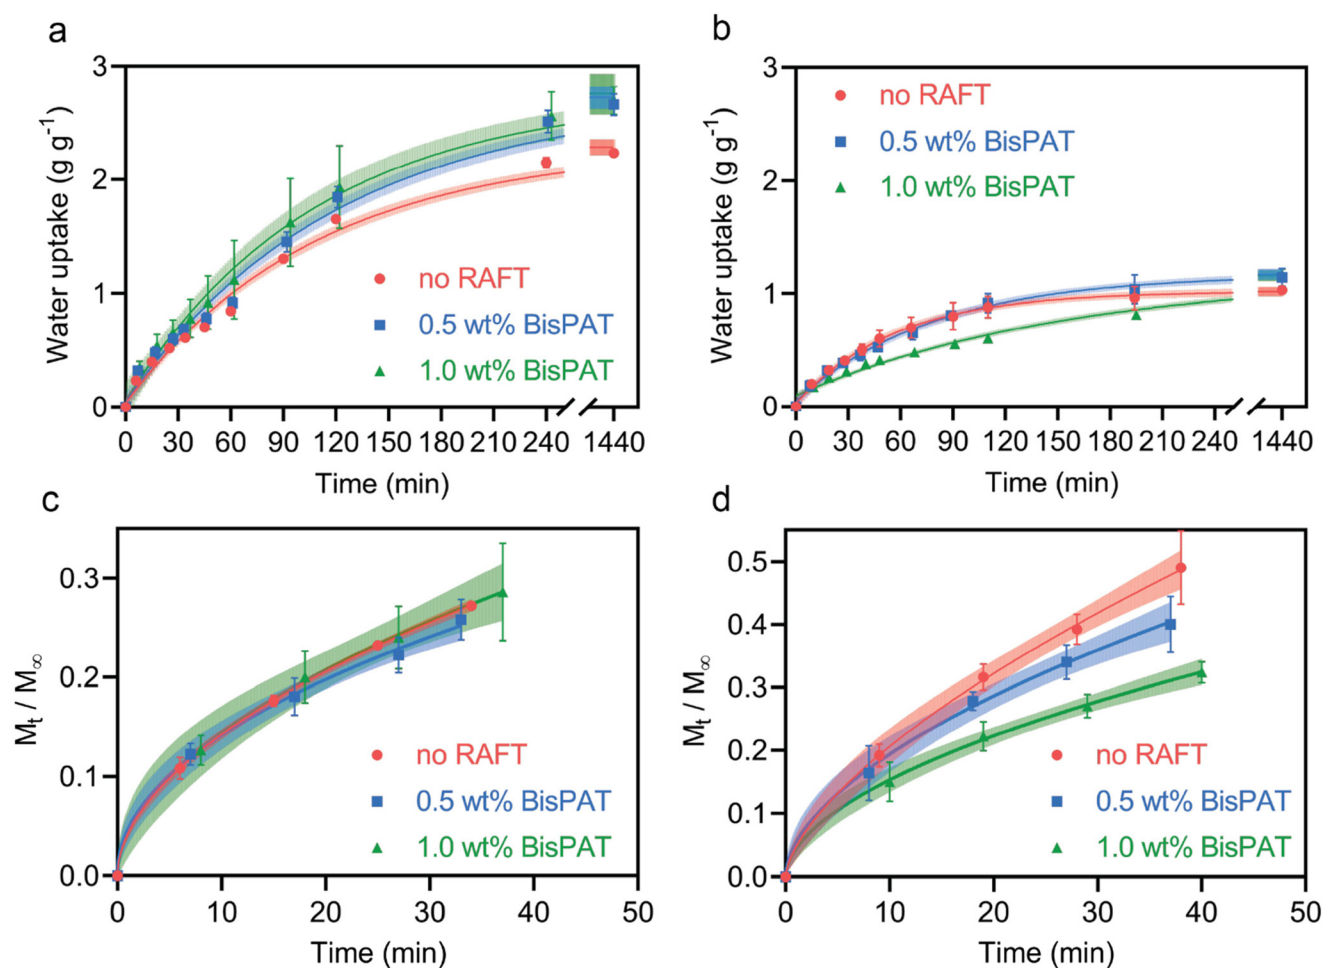 a
3
2
1
0
Water uptake (g g⁻¹)
no RAFT
0.5 wt% BisPAT
1.0 wt% BisPAT
0 30 60 90 120 150 180 210 240 1440
Time (min)
b
3
2
1
0
Water uptake (g g⁻¹)
no RAFT
0.5 wt% BisPAT
1.0 wt% BisPAT
0 30 60 90 120 150 180 210 240 1440
Time (min)
c
0.3
0.2
0.1
0.0
Mₜ / M∞
no RAFT
0.5 wt% BisPAT
1.0 wt% BisPAT
0 10 20 30 40 50
Time (min)
d
0.5
0.4
0.3
0.2
0.1
0.0
Mₜ / M∞
no RAFT
0.5 wt% BisPAT
1.0 wt% BisPAT
0 10 20 30 40 50
Time (min)